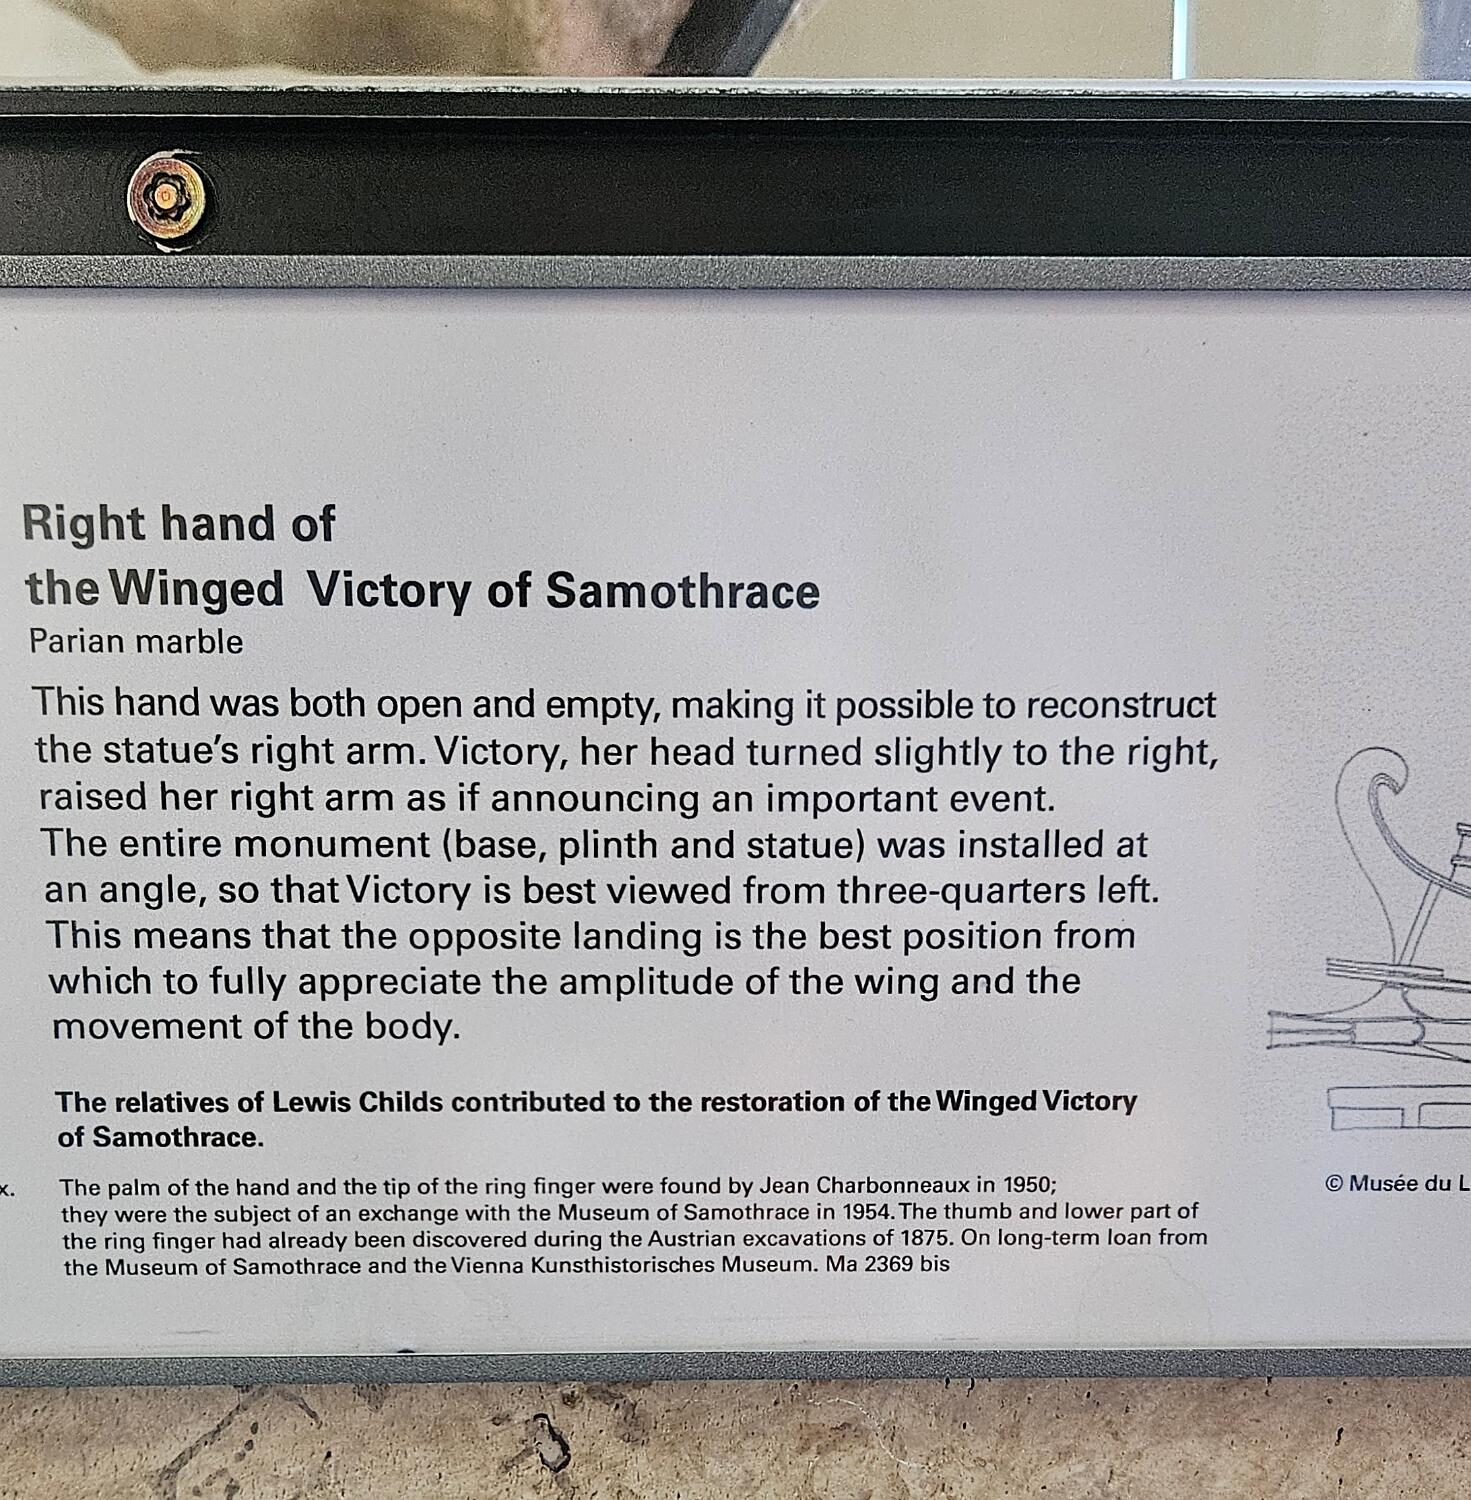 Right hand of
the Winged Victory of Samothrace
Parian marble
This hand was both open and empty, making it possible to reconstruct
the statue's right arm. Victory, her head turned slightly to the right,
raised her right arm as if announcing an important event.
The entire monument (base, plinth and statue) was installed at
an angle, so that Victory is best viewed from three-quarters left.
This means that the opposite landing is the best position from
which to fully appreciate the amplitude of the wing and the
movement of the body.
The relatives of Lewis Childs contributed to the restoration of the Winged Victory
of Samothrace.
The palm of the hand and the tip of the ring finger were found by Jean Charbonneaux in 1950;
they were the subject of an exchange with the Museum of Samothrace in 1954. The thumb and lower part of
the ring finger had already been discovered during the Austrian excavations of 1875. On long-term loan from
the Museum of Samothrace and the Vienna Kunsthistorisches Museum. Ma 2369 bis
© Musée du L